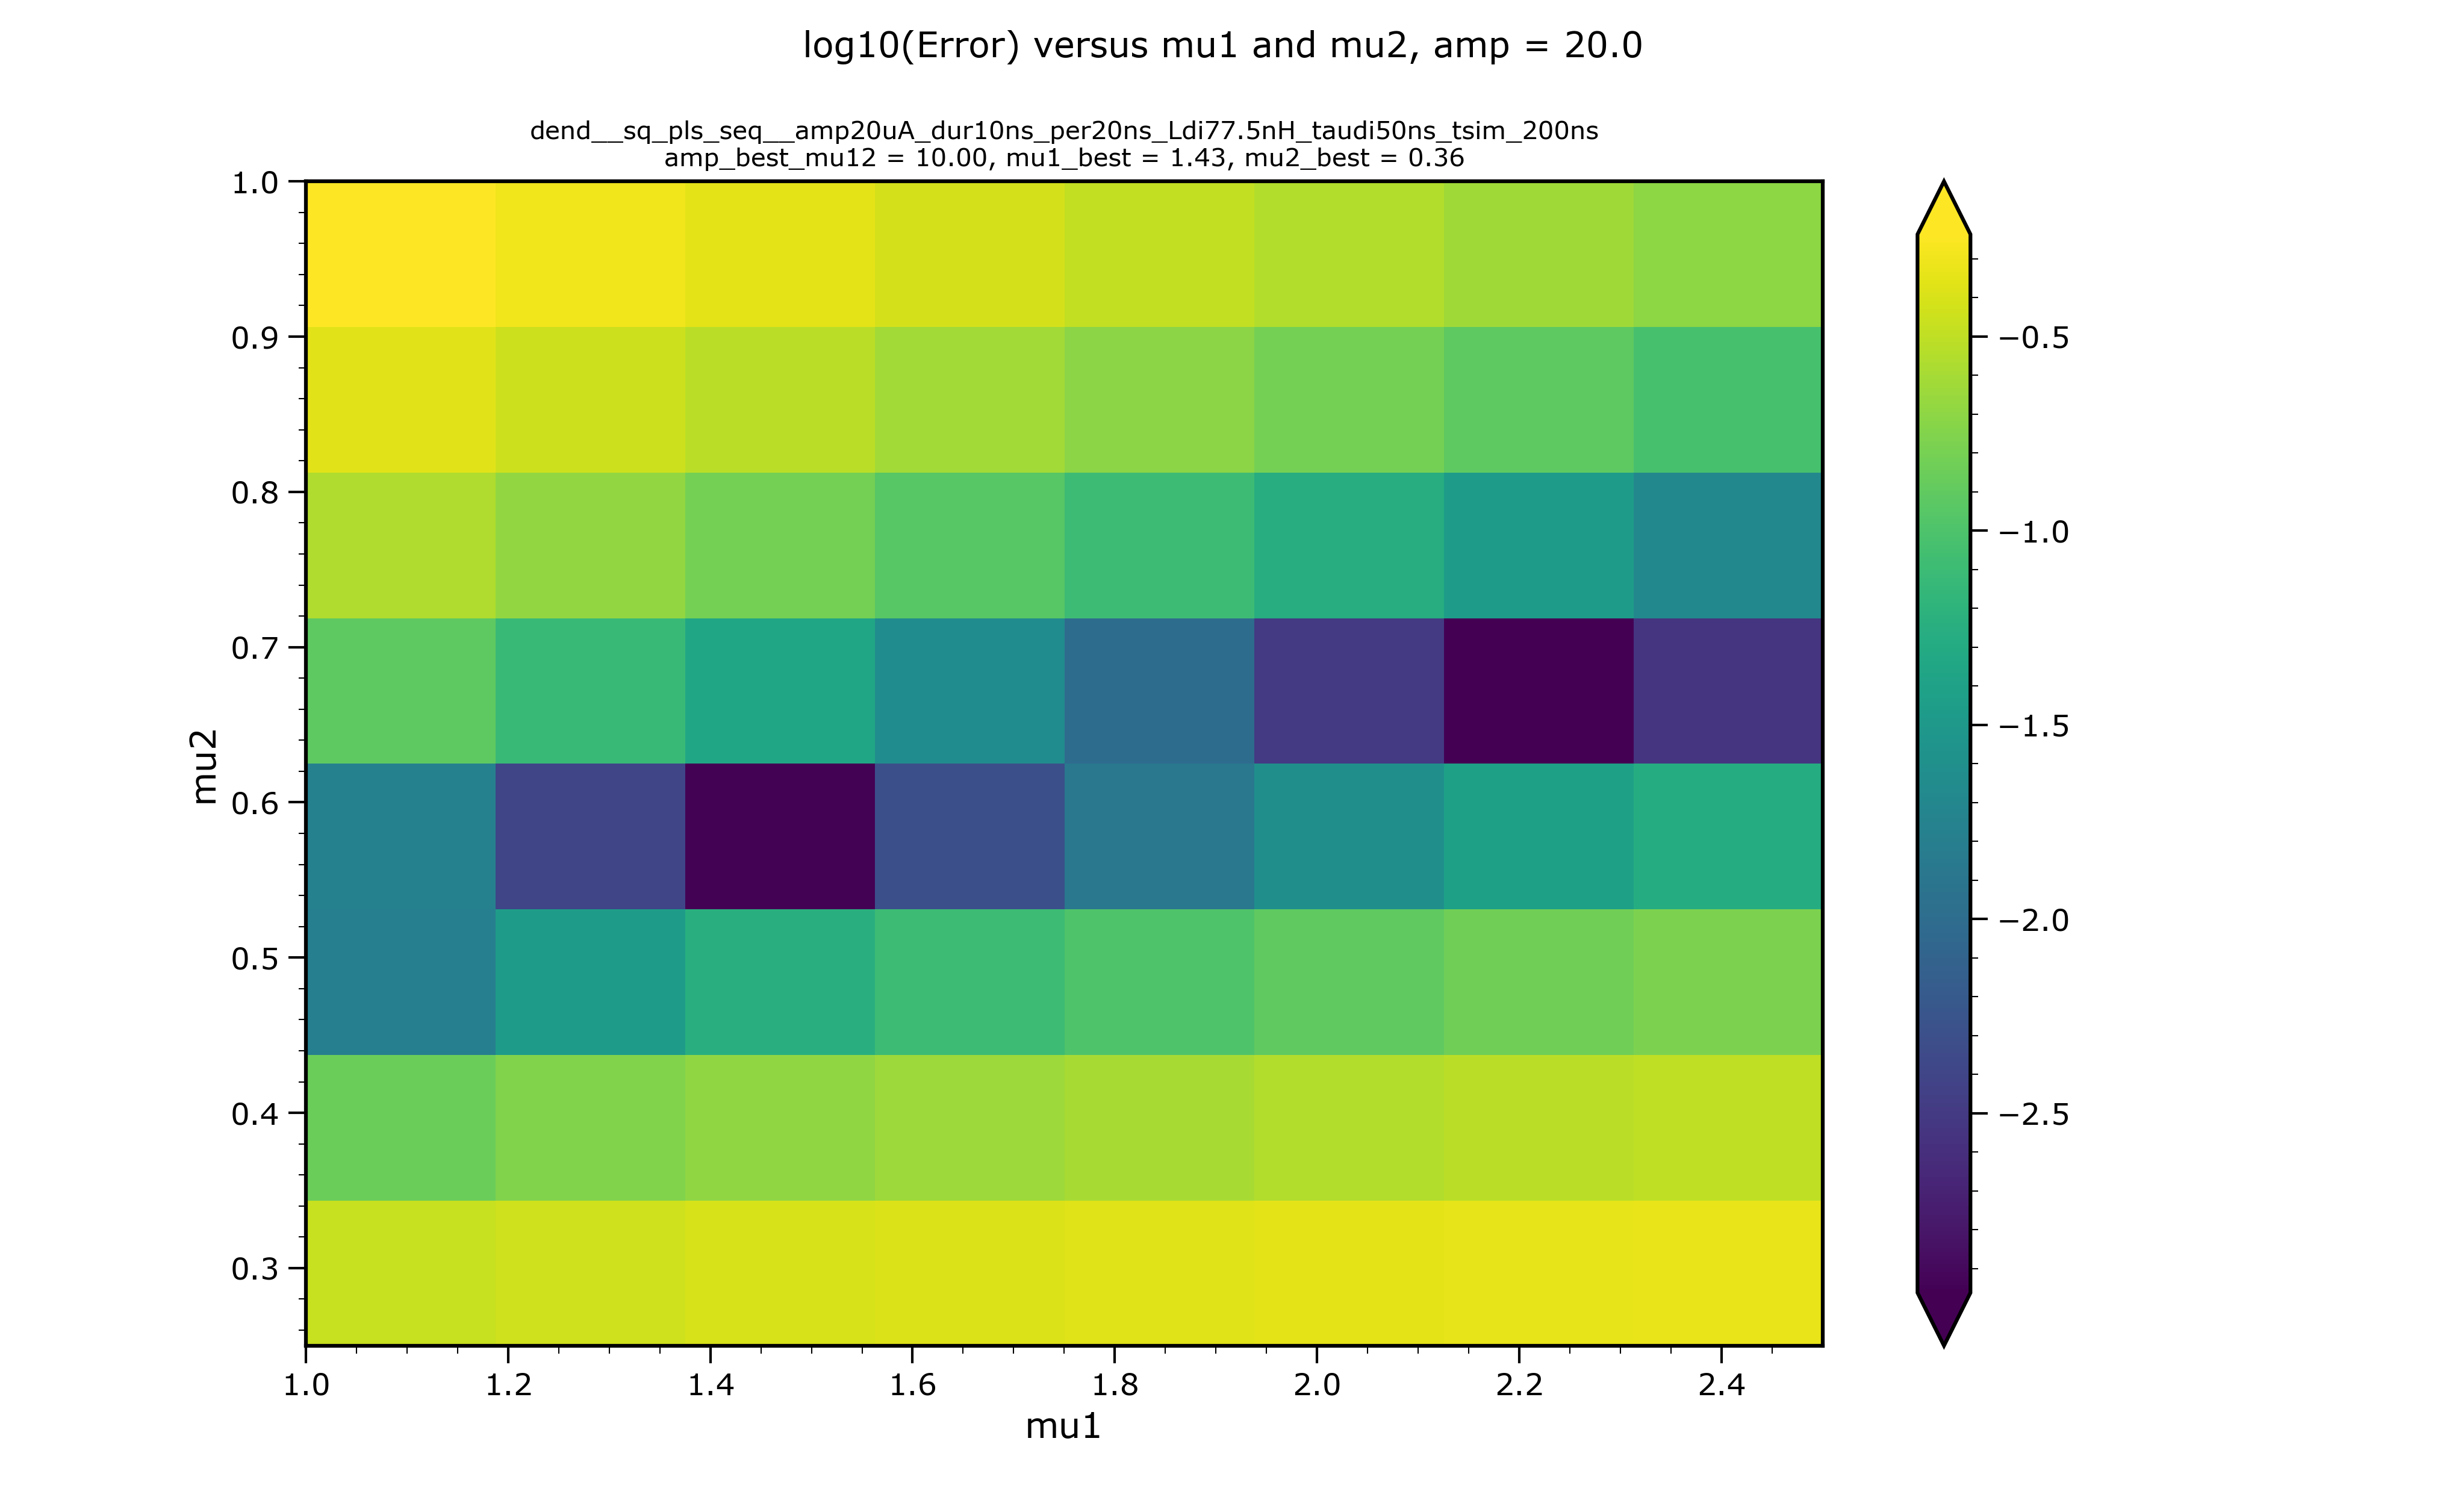 log10(Error) versus mu1 and mu2, amp = 20.0
dend__sq_pls_seq__amp20uA_dur10ns_per20ns_Ldi77.5nH_taudi50ns_tsim_200ns
amp_best_mu12 = 10.00, mu1_best = 1.43, mu2_best = 0.36
1.0
0.9
0.8
0.7
0.6
0.5
0.4
0.3
mu2
1.0 1.2 1.4 1.6 1.8 2.0 2.2 2.4
mu1
−0.5
−1.0
−1.5
−2.0
−2.5